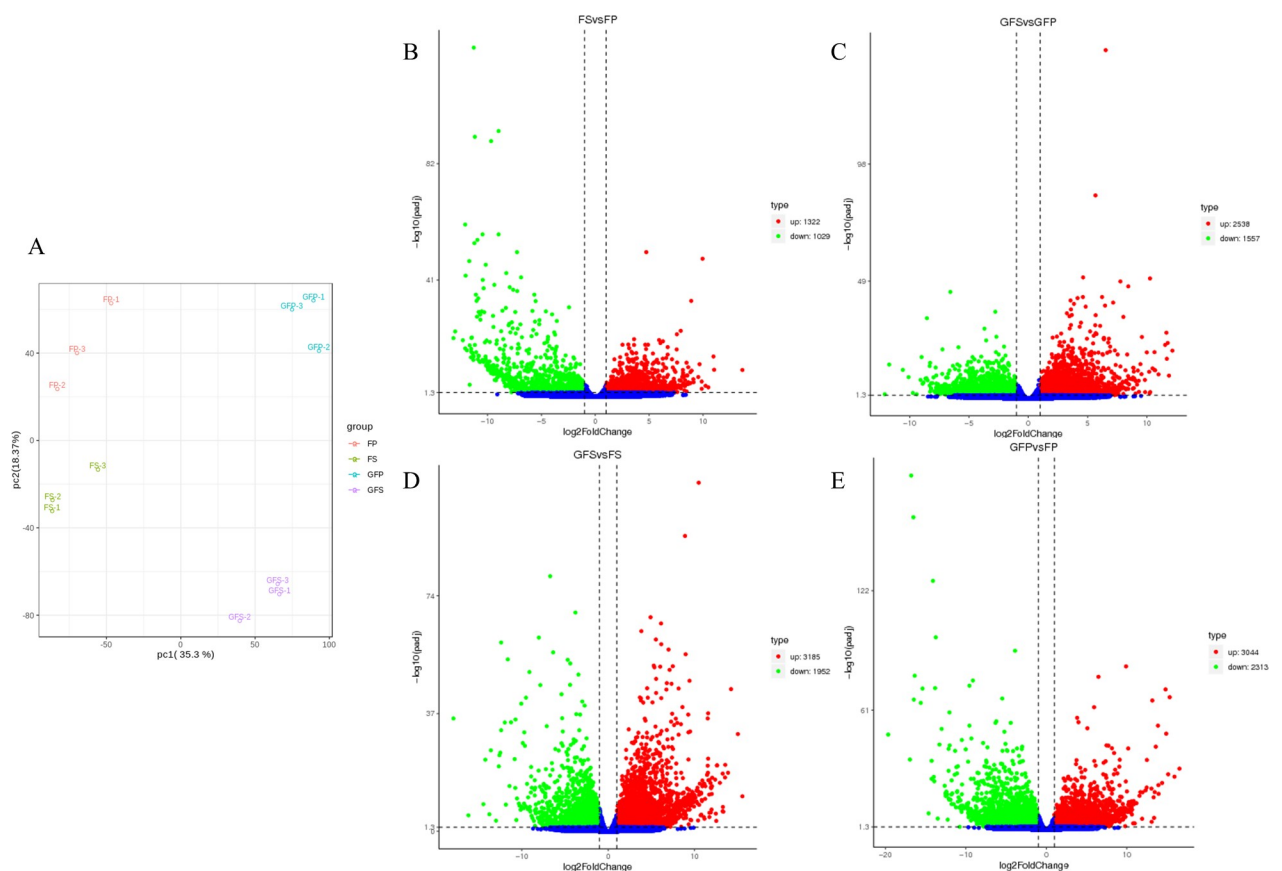 A
FP-1
FP-3
FP-2
FS-3
FS-2
FS-1
GFP-1
GFP-3
GFP-2
GFS-3
GFS-1
GFS-2
40
0
-40
-80
-50
0
50
100
pc1( 35.3 %)
pc2(18.37%)
group
FP
FS
GFP
GFS
B
FSvsFP
82
41
1.3
-10
-5
0
5
10
log2FoldChange
-log10(padj)
type
up: 1322
down: 1029
C
GFSvsGFP
98
49
1.3
-10
-5
0
5
10
log2FoldChange
-log10(padj)
type
up: 2538
down: 1557
D
GFSvsFS
74
37
1.3
0
-10
0
10
log2FoldChange
-log10(padj)
type
up: 3185
down: 1952
E
GFPvsFP
122
61
1.3
-20
-10
0
10
log2FoldChange
-log10(padj)
type
up: 3044
down: 2313